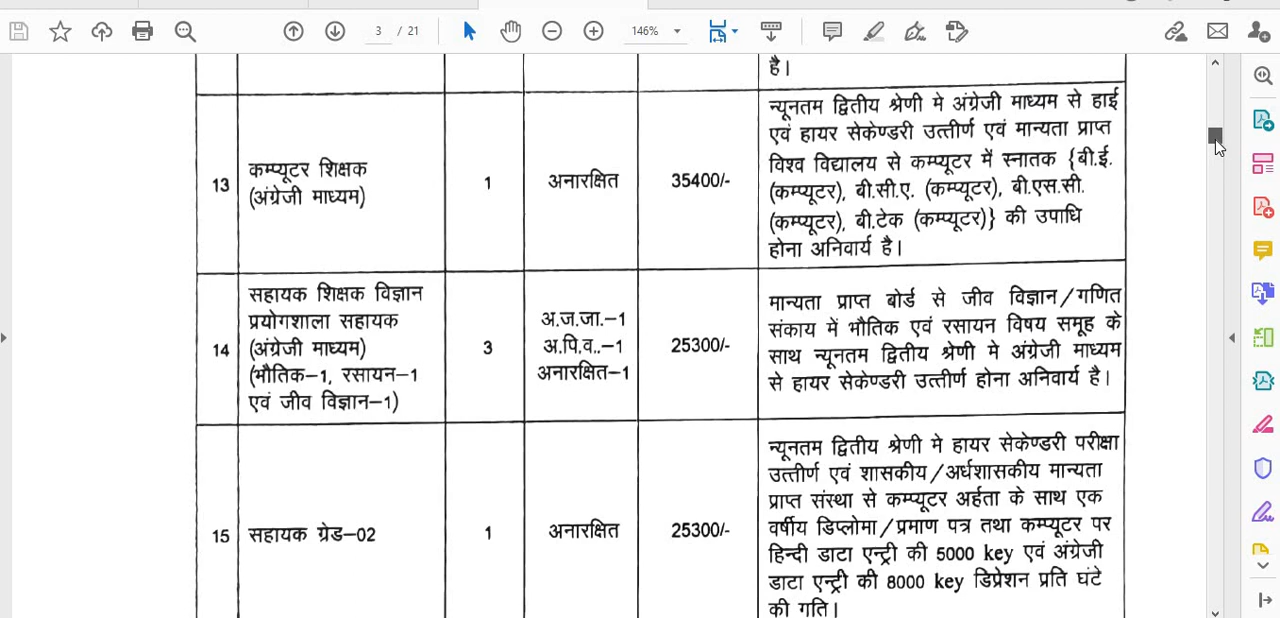 3 / 21
146%
है।
13
कम्प्यूटर शिक्षक
(अंग्रेजी माध्यम)
1
अनारक्षित
35400/-
न्यूनतम द्वितीय श्रेणी मे अंग्रेजी माध्यम से हाई
एवं हायर सेकेण्डरी उत्तीर्ण एवं मान्यता प्राप्त
विश्व विद्यालय से कम्प्यूटर में स्नातक {बी.ई.
(कम्प्यूटर), बी.सी.ए. (कम्प्यूटर), बी.एस.सी.
(कम्प्यूटर), बी.टेक (कम्प्यूटर)} की उपाधि
होना अनिवार्य है।
14
सहायक शिक्षक विज्ञान
प्रयोगशाला सहायक
(अंग्रेजी माध्यम)
(भौतिक–1, रसायन–1
एवं जीव विज्ञान–1)
3
अ.ज.जा.–1
अ.पि.व..–1
अनारक्षित–1
25300/-
मान्यता प्राप्त बोर्ड से जीव विज्ञान/गणित
संकाय में भौतिक एवं रसायन विषय समूह के
साथ न्यूनतम द्वितीय श्रेणी मे अंग्रेजी माध्यम
से हायर सेकेण्डरी उत्तीर्ण होना अनिवार्य है।
15
सहायक ग्रेड–02
1
अनारक्षित
25300/-
न्यूनतम द्वितीय श्रेणी मे हायर सेकेण्डरी परीक्षा
उत्तीर्ण एवं शासकीय/अर्धशासकीय मान्यता
प्राप्त संस्था से कम्प्यूटर अर्हता के साथ एक
वर्षीय डिप्लोमा/प्रमाण पत्र तथा कम्प्यूटर पर
हिन्दी डाटा एन्ट्री की 5000 key एवं अंग्रेजी
डाटा एन्ट्री की 8000 key डिप्रेशन प्रति घंटे
की गति।